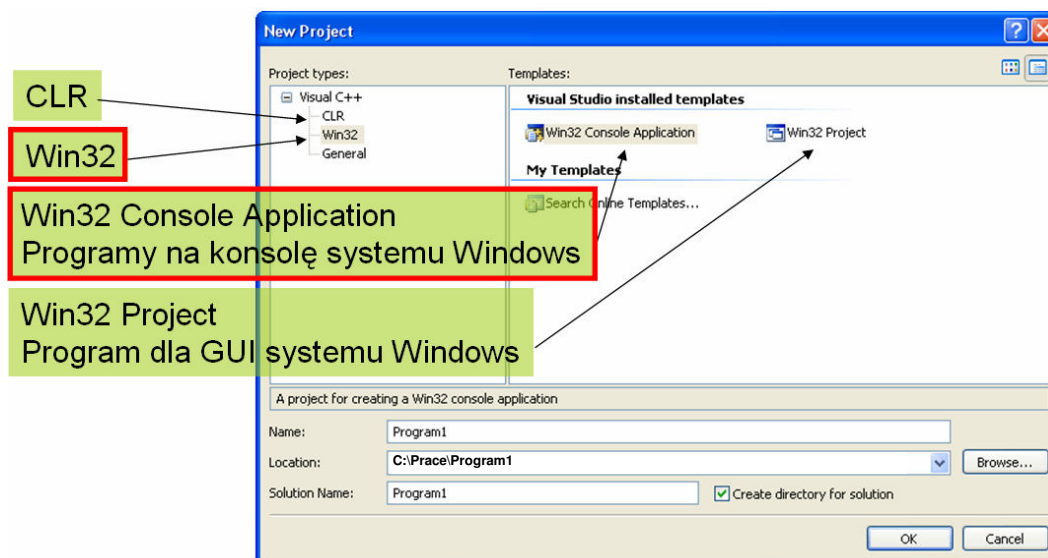 New Project
Project types:
Templates:
CLR
Win32
Win32 Console Application
Programy na konsolę systemu Windows
Win32 Project
Program dla GUI systemu Windows
Visual C++
CLR
Win32
General
Visual Studio installed templates
Win32 Console Application
Win32 Project
My Templates
Search Online Templates...
A project for creating a Win32 console application
Name:
Program1
Location:
C:\Prace\Program1
Browse...
Solution Name:
Program1
Create directory for solution
OK
Cancel